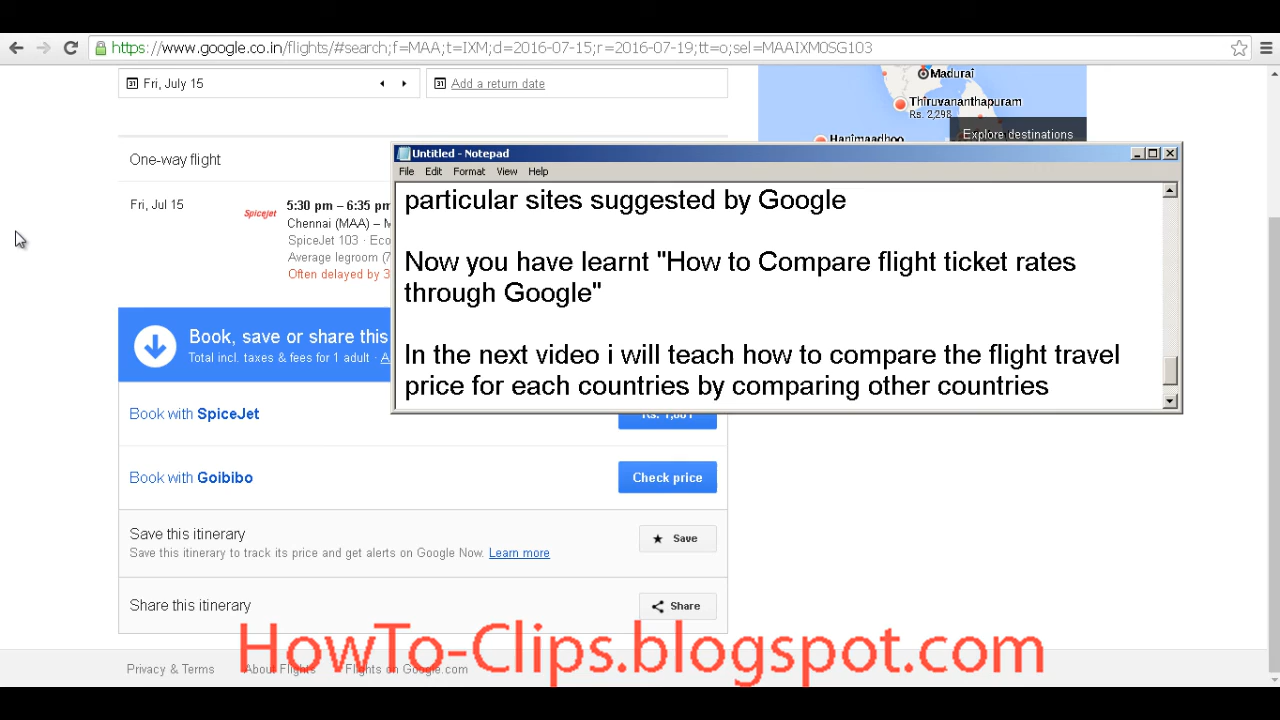 https://www.google.co.in/flights/#search;f=MAA;t=IXM;d=2016-07-15;r=2016-07-19;tt=o;sel=MAAIXM0SG103
Fri, July 15
Add a return date
Madurai
Thiruvananthapuram
Rs. 2,298
Hanimaadhoo
Explore destinations
One-way flight
Untitled - Notepad
File Edit Format View Help
particular sites suggested by Google
Now you have learnt "How to Compare flight ticket rates
through Google"
In the next video i will teach how to compare the flight travel
price for each countries by comparing other countries
Fri, Jul 15
Spicejet
5:30 pm – 6:35 pm
Chennai (MAA) –
SpiceJet 103 ·
Average legroom
Often delayed by
Book, save or share this
Total incl. taxes & fees for 1 adult ·
Book with SpiceJet
Book with Goibibo
Check price
Save this itinerary
Save this itinerary to track its price and get alerts on Google Now. Learn more
Save
Share this itinerary
Share
HowTo-Clips.blogspot.com
Privacy & Terms
About Flights
Flights on Google.com